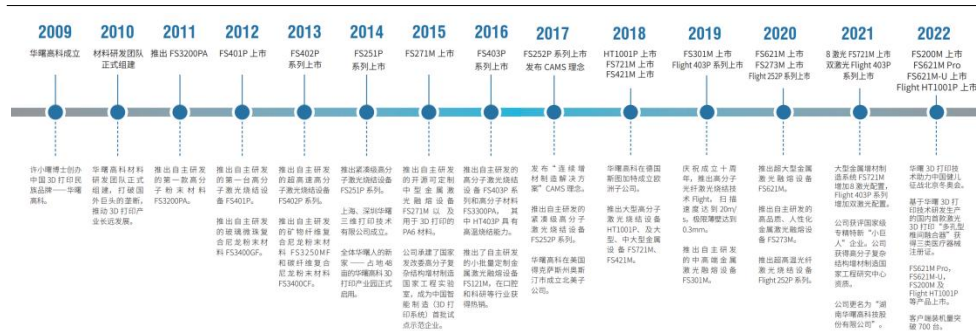 2009
华曙高科成立
2010
材料研发团队
正式组建
2011
推出 FS3200PA
2012
FS401P 上市
2013
FS402P
系列上市
2014
FS251P
系列上市
2015
FS271M 上市
2016
FS403P
系列上市
2017
FS252P 系列上市
发布 CAMS 理念
2018
HT1001P 上市
FS721M 上市
FS421M 上市
2019
FS301M 上市
Flight 403P 系列上市
2020
FS621M 上市
FS273M 上市
Flight 252P 系列上市
2021
8 激光 FS721M 上市
双激光 Flight 403P
系列上市
2022
FS200M 上市
FS621M Pro
FS621M-U 上市
Flight HT1001P 上市
许小曙博士创办
中国 3D 打印民
族品牌——华曙
高科。
华曙高科材料
研发团队正式
组建，打破国
外巨头的垄断，
推动 3D 打印产
业长远发展。
推出自主研发
的第一款高分
子粉末材料
FS3200PA。
推出自主研发
的第一台高分
子激光烧结设
备 FS401P。
推出自主研发
的玻璃微珠复
合尼龙粉末材
料 FS3400GF。
推出自主研发
的超高速高分
子激光烧结设备
FS402P 系列。
推出自主研发
的矿物纤维复
合尼龙粉末材
料 FS3250MF
和碳纤维复合
尼龙粉末材料
FS3400CF。
推出紧凑级高分
子激光烧结设备
FS251P 系列。
上海、深圳华曙
三维打印技术
有限公司成立。
全体华曙人的新
家——占地 48
亩的华曙高科 3D
打印产业园正式
启用。
推出自主研发
的开源可定制
中型金属激
光熔融设备
FS271M 以及
用于 3D 打印的
PA6 材料。
公司承建了国家
发改委高分子
复杂结构增材制造
国家工程实验
室，成为中国智
能制造（3D 打
印系统）首批试
点示范企业。
推出自主研发的
高分子激光烧结
设备 FS403P 系
列和高分子材料
FS3300PA，其
中 HT403P 具有
高温烧结能力。
推出自主研发
的小批量定制金
属激光熔融设备
FS121M，在口腔
和科研等行业获
得热销。
发布“连续增
材制造解决方
案”CAMS 理念。
推出自主研发的
紧凑级高分子
激光烧结设备
FS252P 系列。
华曙高科在美国
得克萨斯州奥斯
汀市成立北美子
公司。
华曙高科在德国
斯图加特成立欧
洲子公司。
推出大型高分子
激光烧结设备
HT1001P、及大
型、中大型金属
设备 FS721M、
FS421M。
庆祝成立十周
年，推出高分子
光纤激光烧结技
术 Flight，扫描
速度达到 20m/
s。极限薄壁达到
0.3mm。
推出自主研发
的中高端金属
激光熔融设备
FS301M。
推出超大型金属
激光熔融设备
FS621M。
推出自主研发
的高品质、人性化
金属激光熔融设
备 FS273M。
推出超高温光纤
激光烧结设备
Flight 252P 系列。
大型金属增材制
造系统 FS721M
增加8 激光配置，
Flight 403P 系列
增加双激光配置。
公司获评国家级
专精特新“小巨
人”企业。公司
获得高分子复杂
结构增材制造国
家工程研究中心
资质。
公司更名为“湖
南华曙高科技股
份有限公司”。
华曙 3D 打印技
术助力中国健儿
征战北京冬奥会。
基于华曙 3D 打
印技术研发生产
的国内首款激光
3D 打印“多孔型
椎间融合器”获
得三类医疗器械
注册证。
FS621M Pro，
FS621M-U，
FS200M 及
Flight HT1001P
等产品上市。
客户端装机量突
破 700 台。